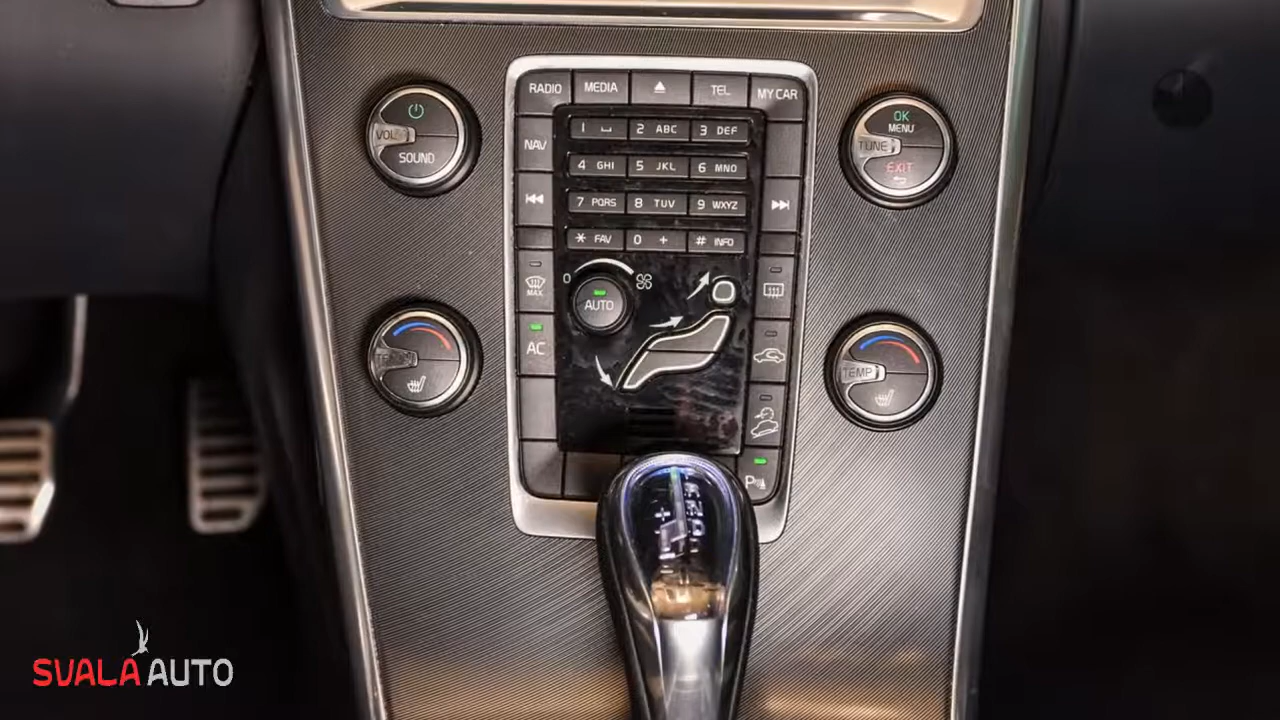 RADIO MEDIA TEL MY CAR
VOL
SOUND
OK
MENU
TUNE
EXIT
NAV
1 2 ABC 3 DEF
4 GHI 5 JKL 6 MNO
7 PQRS 8 TUV 9 WXYZ
* FAV 0 + # INFO
MAX
0
AUTO
AC
TEMP
TEMP
P
+
SVALA AUTO